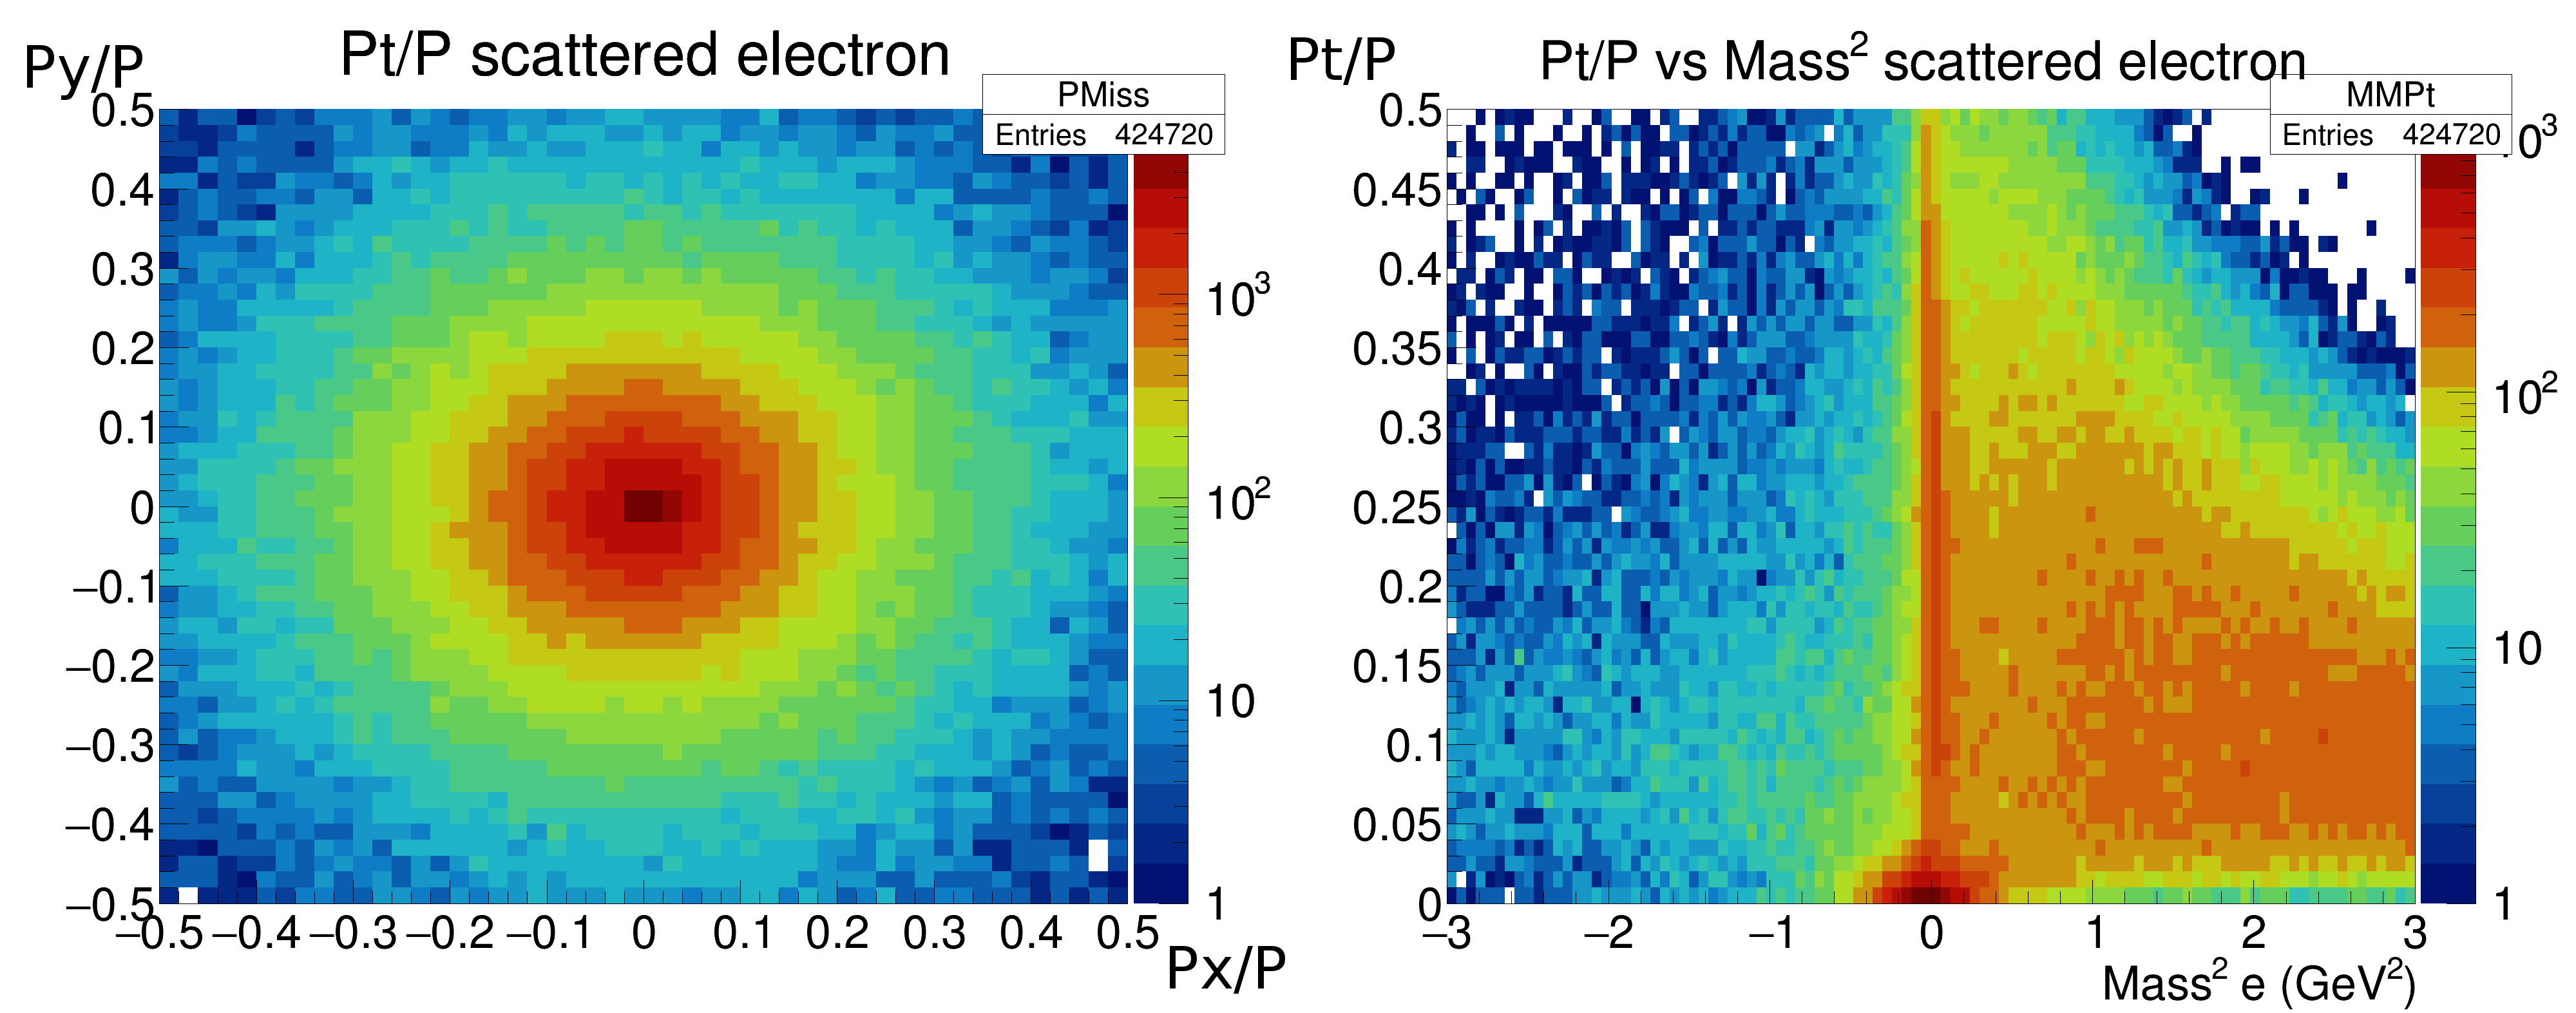 Pt/P scattered electron
Py/P
PMiss
Entries 424720
0.5
0.4
0.3
0.2
0.1
0
−0.1
−0.2
−0.3
−0.4
−0.5
−0.5 −0.4 −0.3 −0.2 −0.1 0 0.1 0.2 0.3 0.4 0.5
Px/P
10³
10²
10
1
Pt/P vs Mass² scattered electron
Pt/P
MMPt
Entries 424720
0.5
0.45
0.4
0.35
0.3
0.25
0.2
0.15
0.1
0.05
0
−3 −2 −1 0 1 2 3
Mass² e (GeV²)
0³
10²
10
1